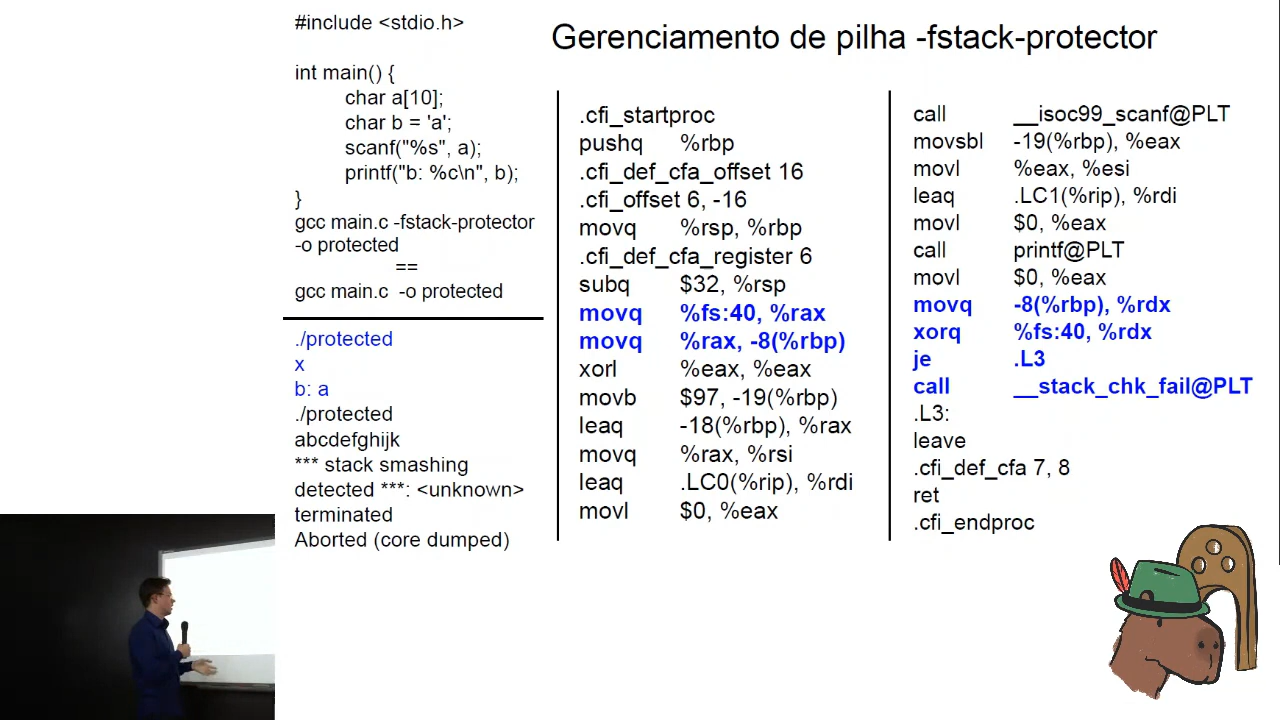 #include <stdio.h>
int main() {
char a[10];
char b = 'a';
scanf("%s", a);
printf("b: %c\n", b);
}
gcc main.c -fstack-protector
-o protected
==
gcc main.c  -o protected
./protected
x
b: a
./protected
abcdefghijk
*** stack smashing
detected ***: <unknown>
terminated
Aborted (core dumped)
Gerenciamento de pilha -fstack-protector
.cfi_startproc
pushq %rbp
.cfi_def_cfa_offset 16
.cfi_offset 6, -16
movq %rsp, %rbp
.cfi_def_cfa_register 6
subq $32, %rsp
movq %fs:40, %rax
movq %rax, -8(%rbp)
xorl %eax, %eax
movb $97, -19(%rbp)
leaq -18(%rbp), %rax
movq %rax, %rsi
leaq .LC0(%rip), %rdi
movl $0, %eax
call __isoc99_scanf@PLT
movsbl -19(%rbp), %eax
movl %eax, %esi
leaq .LC1(%rip), %rdi
movl $0, %eax
call printf@PLT
movl $0, %eax
movq -8(%rbp), %rdx
xorq %fs:40, %rdx
je .L3
call __stack_chk_fail@PLT
.L3:
leave
.cfi_def_cfa 7, 8
ret
.cfi_endproc